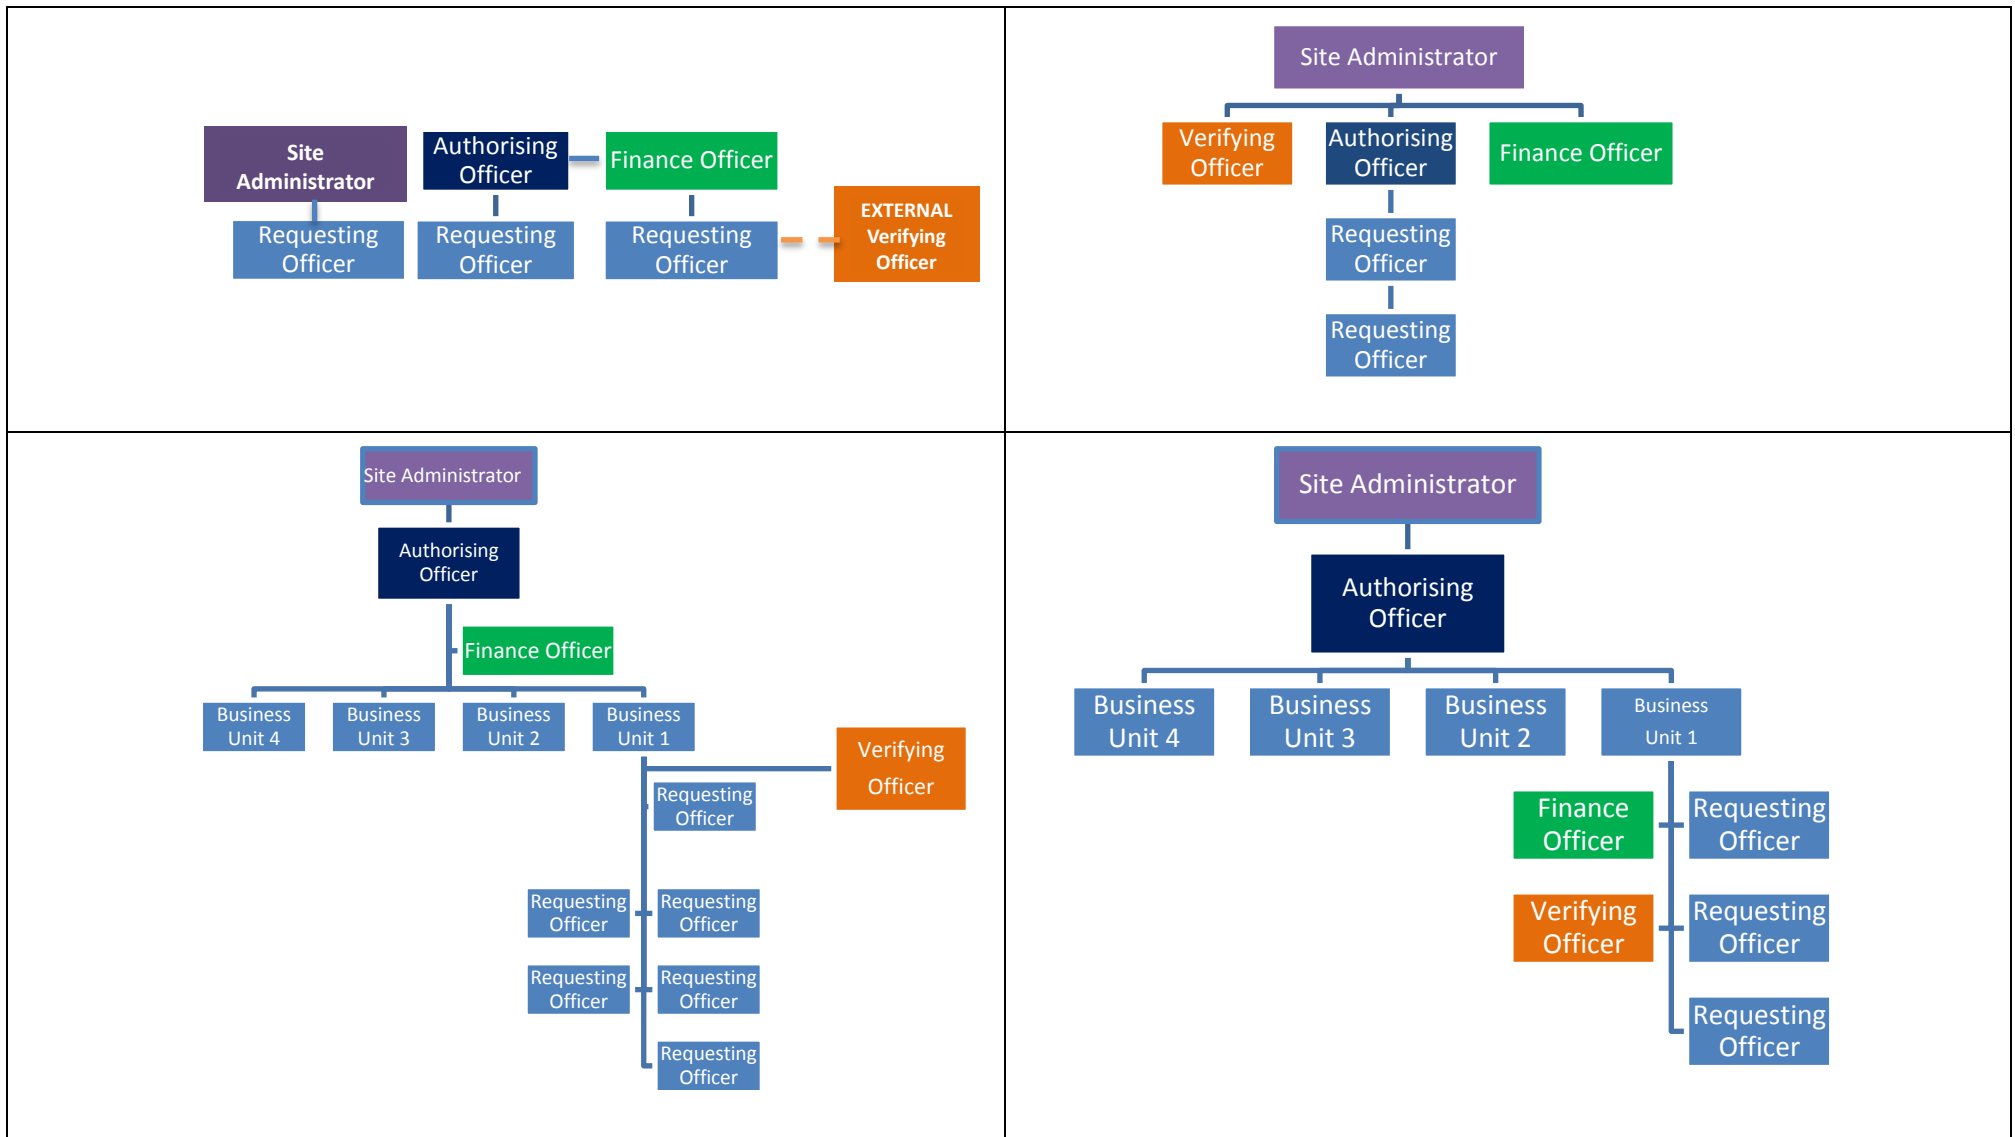 Site
Administrator
Authorising
Officer
Finance Officer
Requesting
Officer
Requesting
Officer
Requesting
Officer
EXTERNAL
Verifying
Officer
Site Administrator
Verifying
Officer
Authorising
Officer
Finance Officer
Requesting
Officer
Requesting
Officer
Site Administrator
Authorising
Officer
Finance Officer
Business
Unit 4
Business
Unit 3
Business
Unit 2
Business
Unit 1
Verifying
Officer
Requesting
Officer
Requesting
Officer
Requesting
Officer
Requesting
Officer
Requesting
Officer
Requesting
Officer
Site Administrator
Authorising
Officer
Business
Unit 4
Business
Unit 3
Business
Unit 2
Business
Unit 1
Finance
Officer
Requesting
Officer
Verifying
Officer
Requesting
Officer
Requesting
Officer